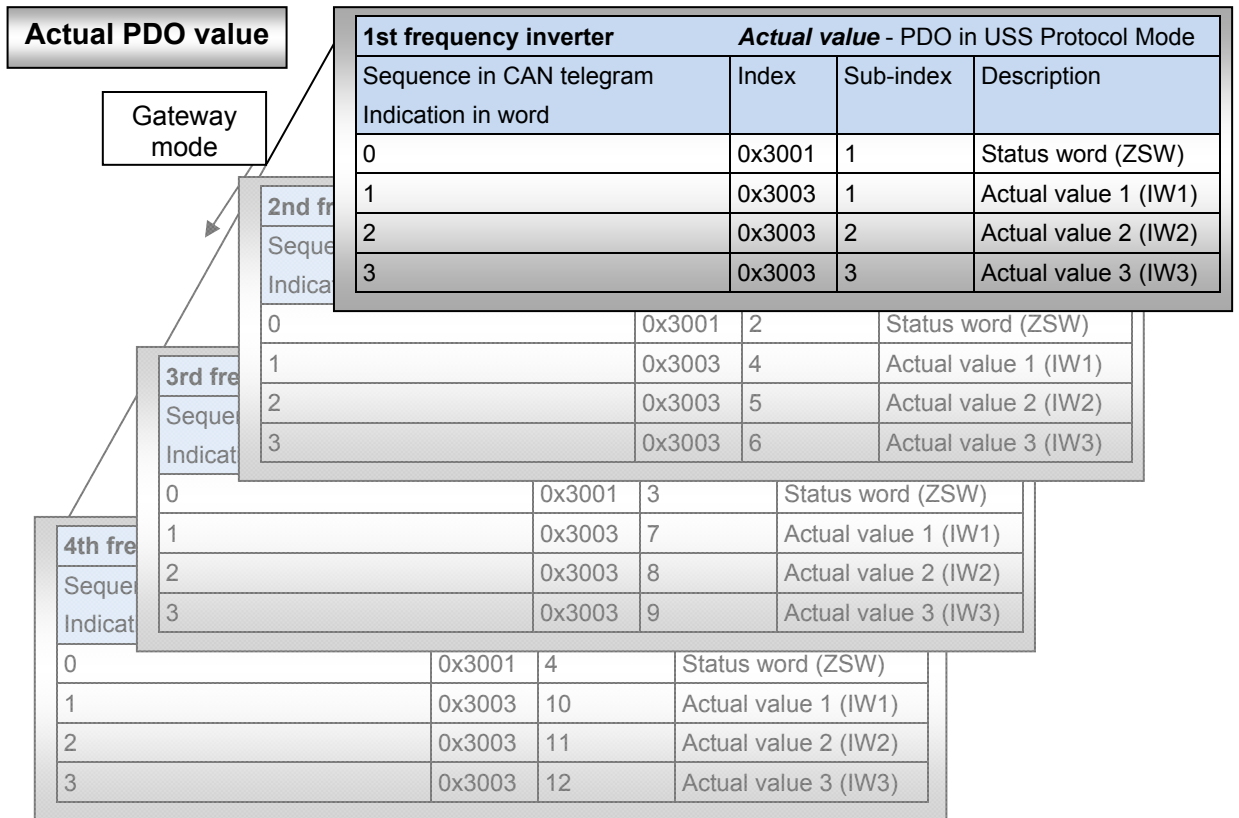 Actual PDO value
Gateway
mode
1st frequency inverter Actual value - PDO in USS Protocol Mode
Sequence in CAN telegram Index Sub-index Description
Indication in word
0 0x3001 1 Status word (ZSW)
1 0x3003 1 Actual value 1 (IW1)
2 0x3003 2 Actual value 2 (IW2)
3 0x3003 3 Actual value 3 (IW3)
2nd fr
Seque
Indica
0 0x3001 2 Status word (ZSW)
1 0x3003 4 Actual value 1 (IW1)
2 0x3003 5 Actual value 2 (IW2)
3 0x3003 6 Actual value 3 (IW3)
3rd fre
Seque
Indicat
0 0x3001 3 Status word (ZSW)
1 0x3003 7 Actual value 1 (IW1)
2 0x3003 8 Actual value 2 (IW2)
3 0x3003 9 Actual value 3 (IW3)
4th fre
Seque
Indicat
0 0x3001 4 Status word (ZSW)
1 0x3003 10 Actual value 1 (IW1)
2 0x3003 11 Actual value 2 (IW2)
3 0x3003 12 Actual value 3 (IW3)